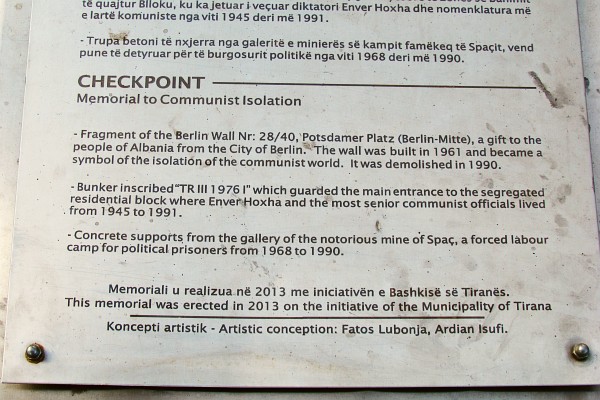 të quajtur Blloku, ku ka jetuar i veçuar diktatori Enver Hoxha dhe nomenklatura më
e lartë komuniste nga viti 1945 deri më 1991.
- Trupa betoni të nxjerra nga galeritë e minierës së kampit famëkeq të Spaçit, vend
pune të detyruar për të burgosurit politikë nga viti 1968 deri më 1990.
CHECKPOINT
Memorial to Communist Isolation
- Fragment of the Berlin Wall Nr: 28/40, Potsdamer Platz (Berlin-Mitte), a gift to the
people of Albania from the City of Berlin. The wall was built in 1961 and became a
symbol of the isolation of the communist world. It was demolished in 1990.
- Bunker inscribed "TR III 1976 I" which guarded the main entrance to the segregated
residential block where Enver Hoxha and the most senior communist officials lived
from 1945 to 1991.
- Concrete supports from the gallery of the notorious mine of Spaç, a forced labour
camp for political prisoners from 1968 to 1990.
Memoriali u realizua në 2013 me iniciativën e Bashkisë së Tiranës.
This memorial was erected in 2013 on the initiative of the Municipality of Tirana
Koncepti artistik - Artistic conception: Fatos Lubonja, Ardian Isufi.